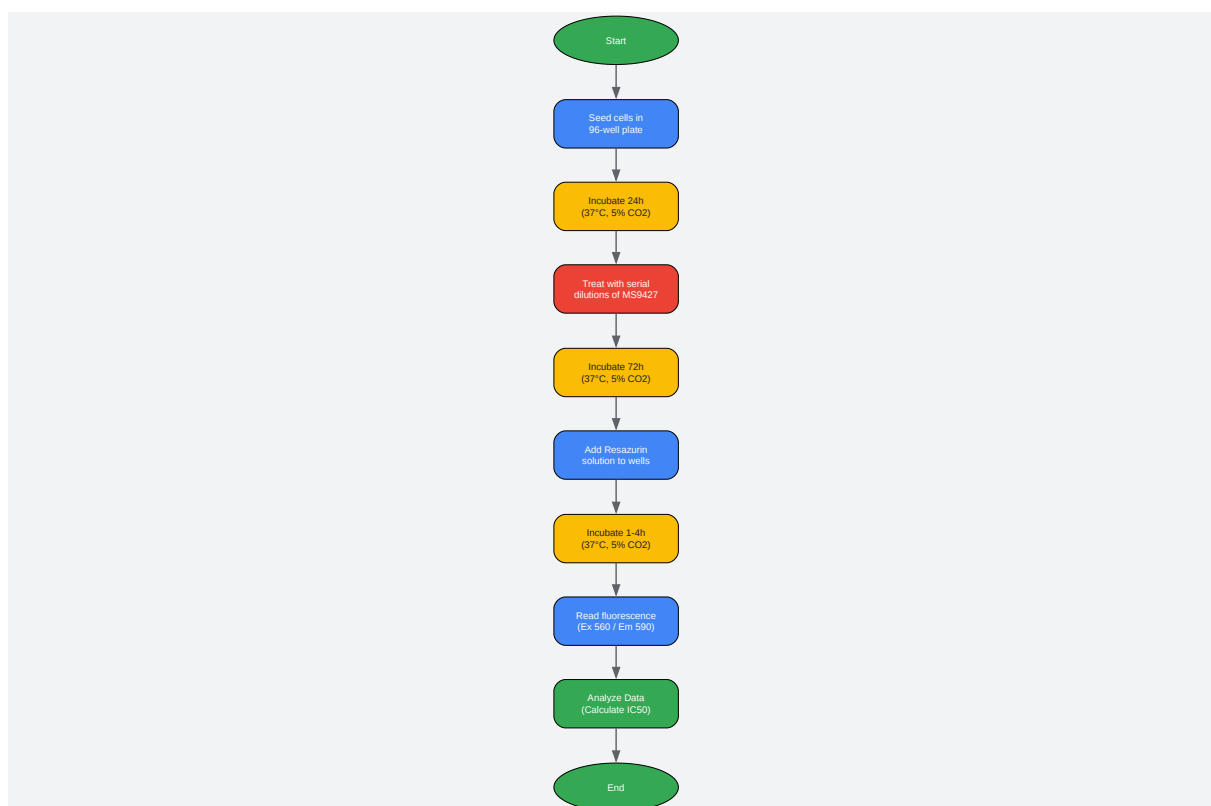 Start
Seed cells in
96-well plate
Incubate 24h
(37°C, 5% CO2)
Treat with serial
dilutions of MS9427
Incubate 72h
(37°C, 5% CO2)
Add Resazurin
solution to wells
Incubate 1-4h
(37°C, 5% CO2)
Read fluorescence
(Ex 560 / Em 590)
Analyze Data
(Calculate IC50)
End